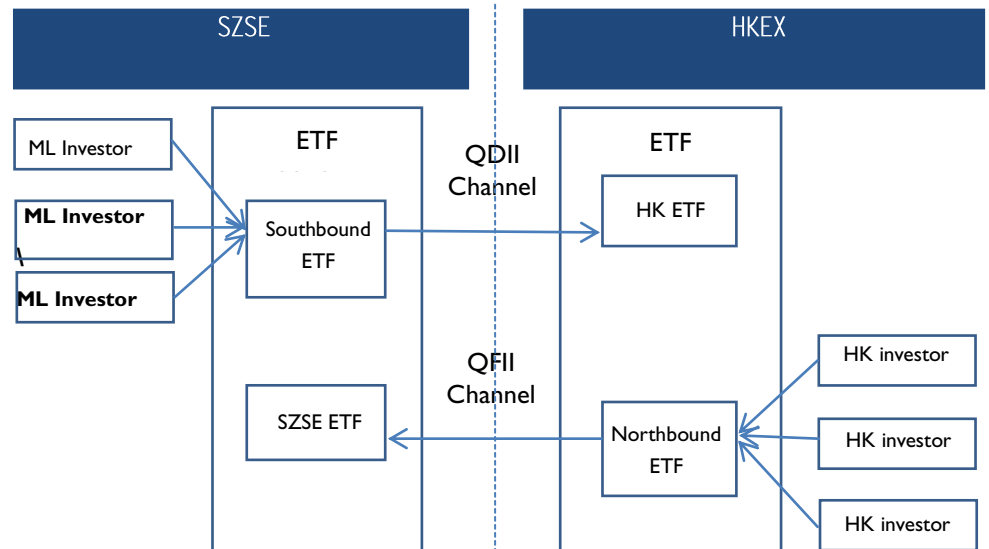 SZSE
HKEX
ETF
ETF
ML Investor
QDII
Channel
HK ETF
ML Investor
Southbound
ETF
\
ML Investor
QFII
Channel
HK investor
SZSE ETF
Northbound
ETF
HK investor
HK investor